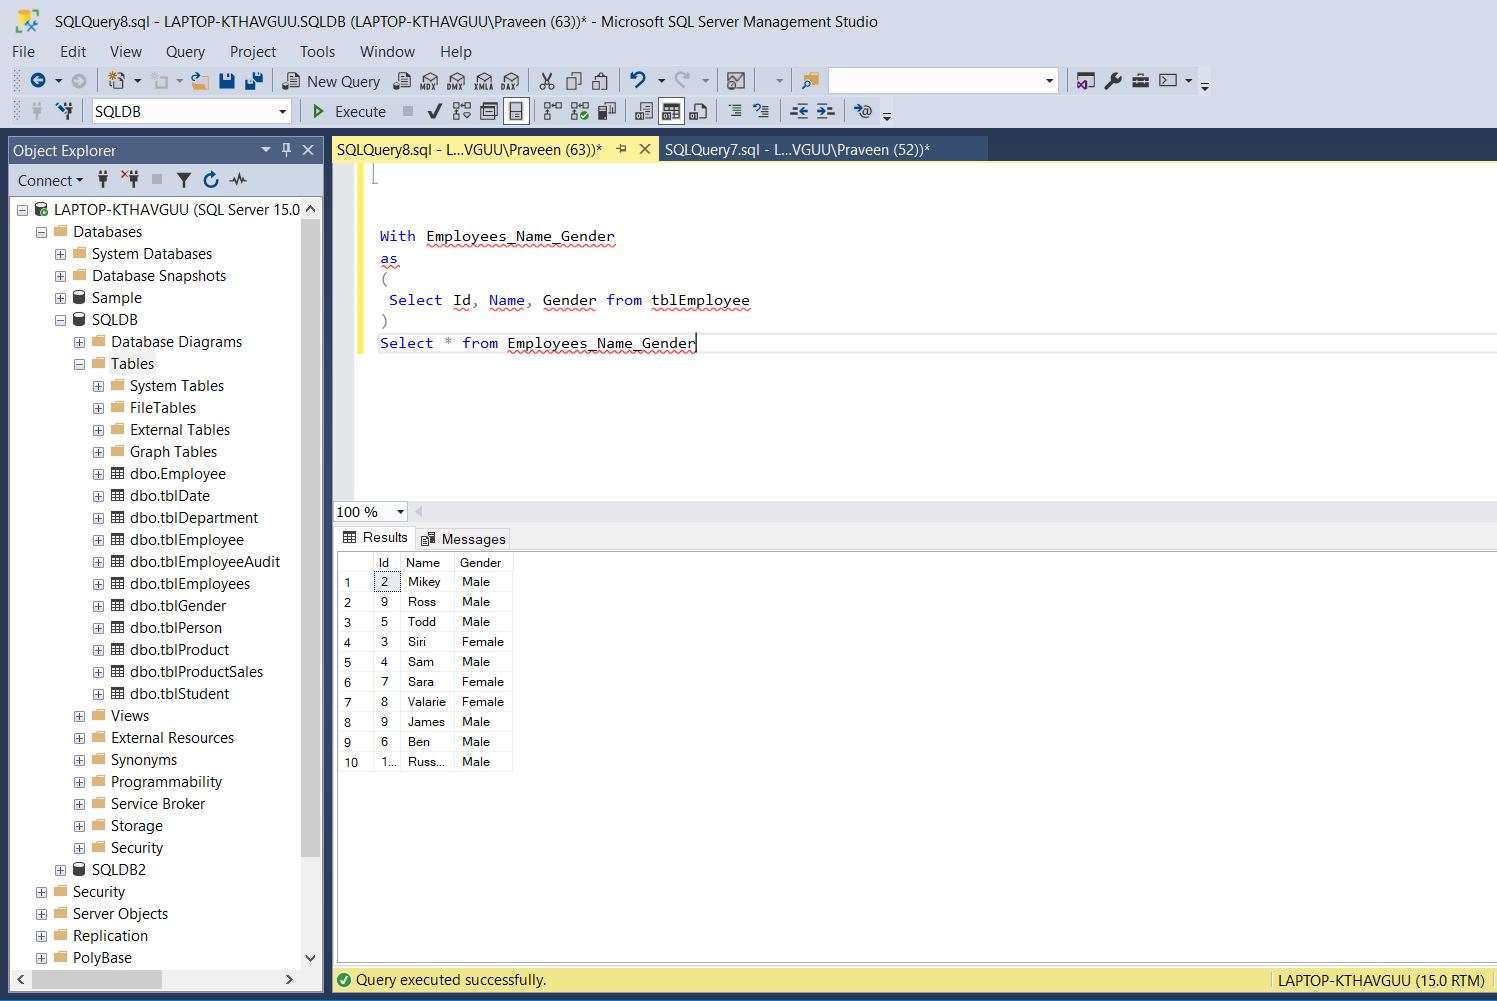 SQLQuery8.sql - LAPTOP-KTHAVGUU.SQLDB (LAPTOP-KTHAVGUU\Praveen (63))* - Microsoft SQL Server Management Studio
File Edit View Query Project Tools Window Help
New Query MDX DMX XMLA DAX
SQLDB Execute
Object Explorer
Connect
LAPTOP-KTHAVGUU (SQL Server 15.0
Databases
System Databases
Database Snapshots
Sample
SQLDB
Database Diagrams
Tables
System Tables
FileTables
External Tables
Graph Tables
dbo.Employee
dbo.tblDate
dbo.tblDepartment
dbo.tblEmployee
dbo.tblEmployeeAudit
dbo.tblEmployees
dbo.tblGender
dbo.tblPerson
dbo.tblProduct
dbo.tblProductSales
dbo.tblStudent
Views
External Resources
Synonyms
Programmability
Service Broker
Storage
Security
SQLDB2
Security
Server Objects
Replication
PolyBase
SQLQuery8.sql - L...VGUU\Praveen (63))* SQLQuery7.sql - L...VGUU\Praveen (52))*
With Employees_Name_Gender
as
(
Select Id, Name, Gender from tblEmployee
)
Select * from Employees_Name_Gender
100 %
Results Messages
Id Name Gender
1 2 Mikey Male
2 9 Ross Male
3 5 Todd Male
4 3 Siri Female
5 4 Sam Male
6 7 Sara Female
7 8 Valarie Female
8 9 James Male
9 6 Ben Male
10 1... Russ... Male
Query executed successfully. LAPTOP-KTHAVGUU (15.0 RTM)